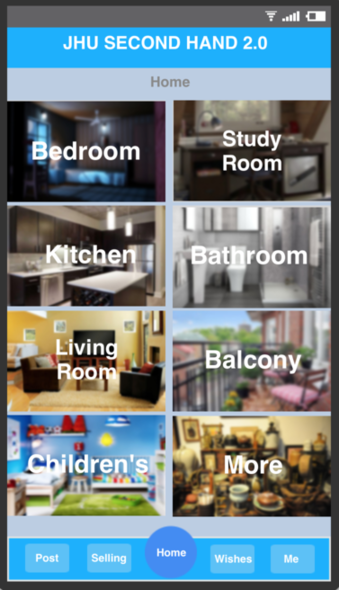 JHU SECOND HAND 2.0
Home
Bedroom
Study
Room
Kitchen
Bathroom
Living
Room
Balcony
Children's
More
Post
Selling
Home
Wishes
Me